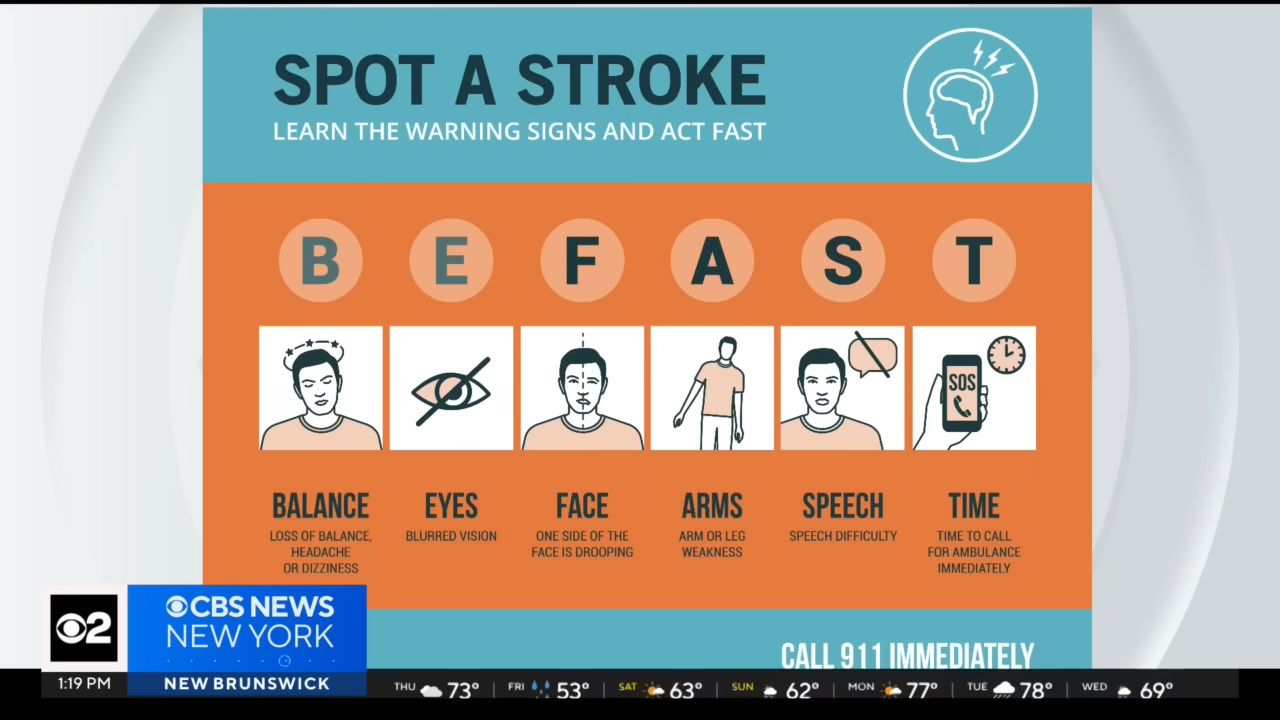 SPOT A STROKE
LEARN THE WARNING SIGNS AND ACT FAST
B E F A S T
SOS
BALANCE
LOSS OF BALANCE,
HEADACHE
OR DIZZINESS
EYES
BLURRED VISION
FACE
ONE SIDE OF THE
FACE IS DROOPING
ARMS
ARM OR LEG
WEAKNESS
SPEECH
SPEECH DIFFICULTY
TIME
TIME TO CALL
FOR AMBULANCE
IMMEDIATELY
CALL 911 IMMEDIATELY
2
CBS NEWS
NEW YORK
1:19 PM
NEW BRUNSWICK
THU 73° FRI 53° SAT 63° SUN 62° MON 77° TUE 78° WED 69°